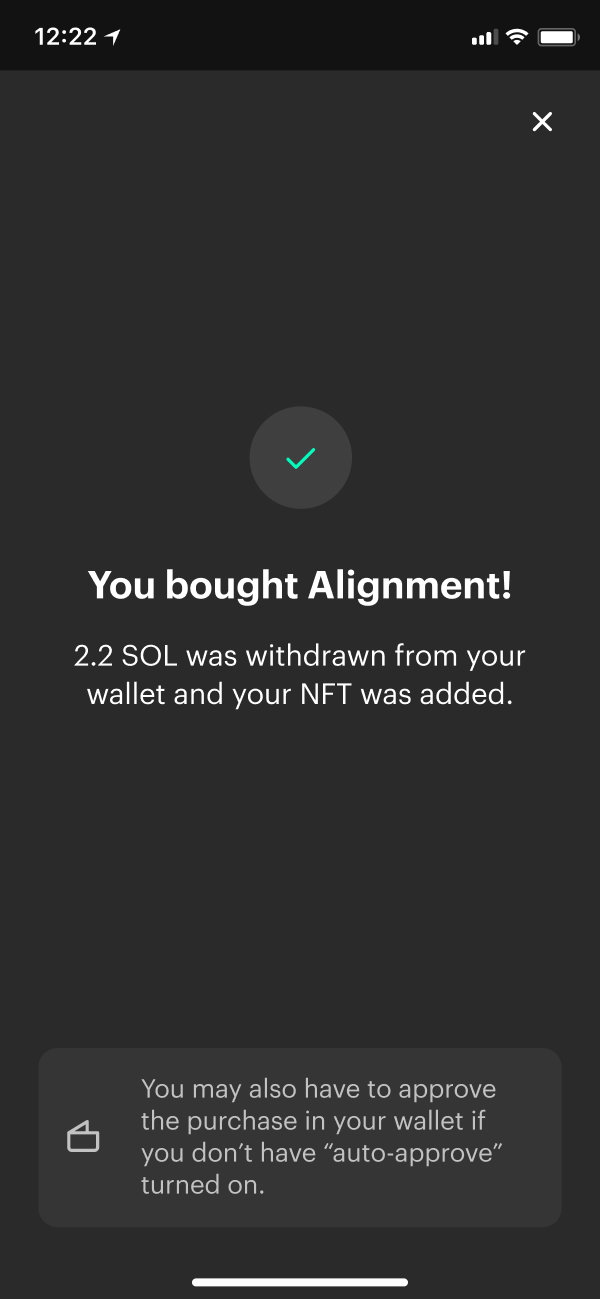 12:22
You bought Alignment!
2.2 SOL was withdrawn from your
wallet and your NFT was added.
You may also have to approve
the purchase in your wallet if
you don’t have “auto-approve”
turned on.